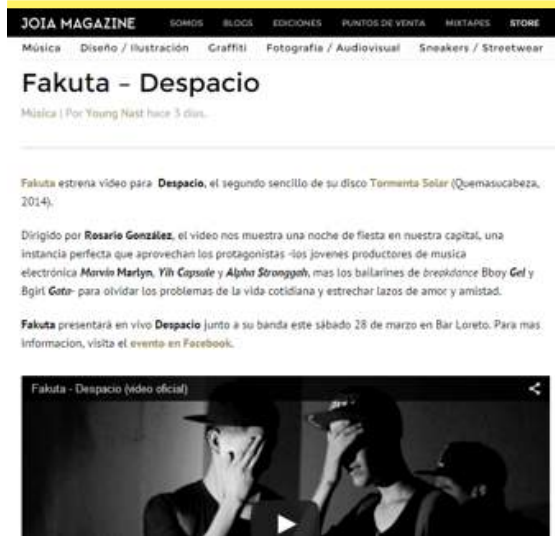 JOIA MAGAZINE SOMOS BLOGS EDICIONES PUNTOS DE VENTA MIXTAPES STORE
Música Diseño / Ilustración Graffiti Fotografía / Audiovisual Sneakers / Streetwear
Fakuta – Despacio
Música | Por Young Nast hace 3 días.
Fakuta estrena video para Despacio, el segundo sencillo de su disco Tormenta Solar (Quemasucabeza,
2014).
Dirigido por Rosario González, el video nos muestra una noche de fiesta en nuestra capital, una
instancia perfecta que aprovechan los protagonistas -los jovenes productores de musica
electrónica Marvin Marlyn, Yih Capsule y Alpha Stronggah, mas los bailarines de breakdance Bboy Gel y
Bgirl Gata- para olvidar los problemas de la vida cotidiana y estrechar lazos de amor y amistad.
Fakuta presentará en vivo Despacio junto a su banda este sábado 28 de marzo en Bar Loreto. Para mas
informacion, visita el evento en Facebook.
Fakuta - Despacio (video oficial)